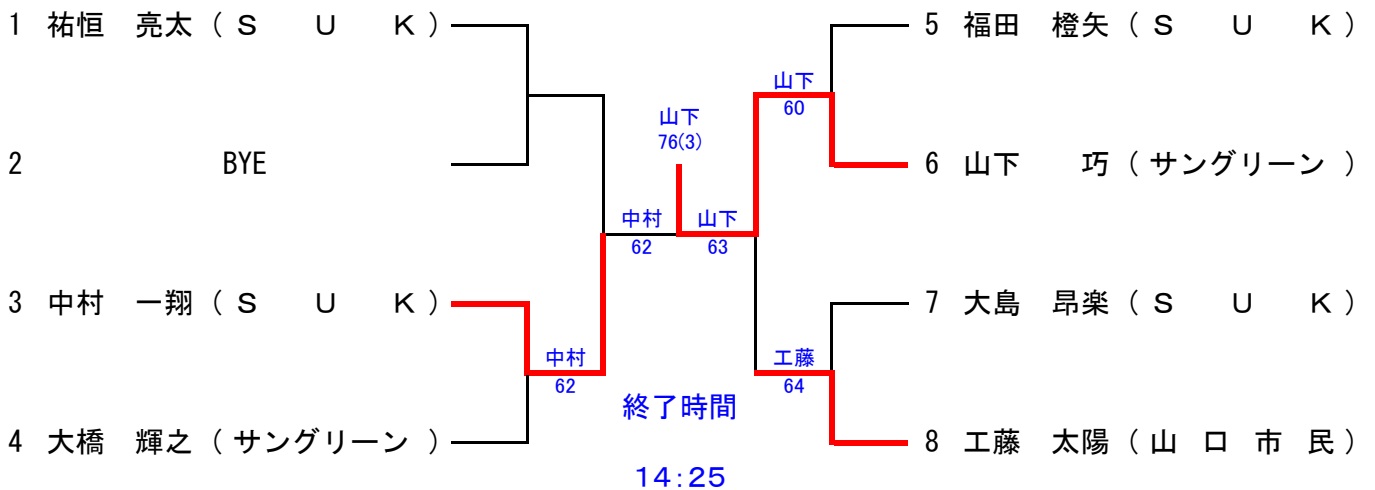 1 祐恒 亮太 ( S U K )
2 BYE
3 中村 一翔 ( S U K )
4 大橋 輝之 ( サングリーン )
中村
62
中村
62
山下
76(3)
山下
63
山下
60
工藤
64
終了時間
14:25
5 福田 橙矢 ( S U K )
6 山下 巧 ( サングリーン )
7 大島 昂楽 ( S U K )
8 工藤 太陽 ( 山 口 市 民 )